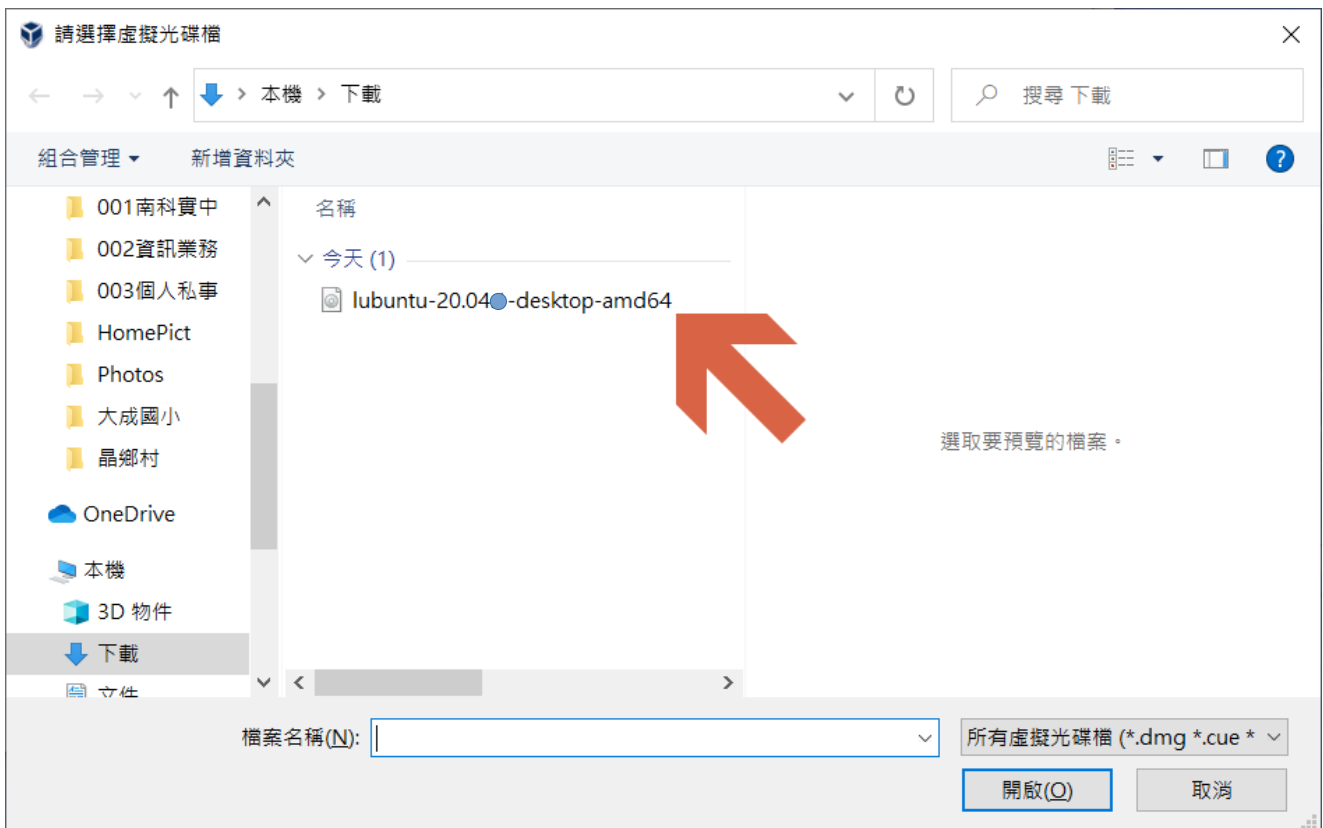 請選擇虛擬光碟檔
本機 > 下載
搜尋 下載
組合管理
新增資料夾
001南科實中
002資訊業務
003個人私事
HomePict
Photos
大成國小
晶鄉村
OneDrive
本機
3D 物件
下載
文件
名稱
今天 (1)
lubuntu-20.04-desktop-amd64
選取要預覽的檔案。
檔案名稱(N):
所有虛擬光碟檔 (*.dmg *.cue *
開啟(O)
取消